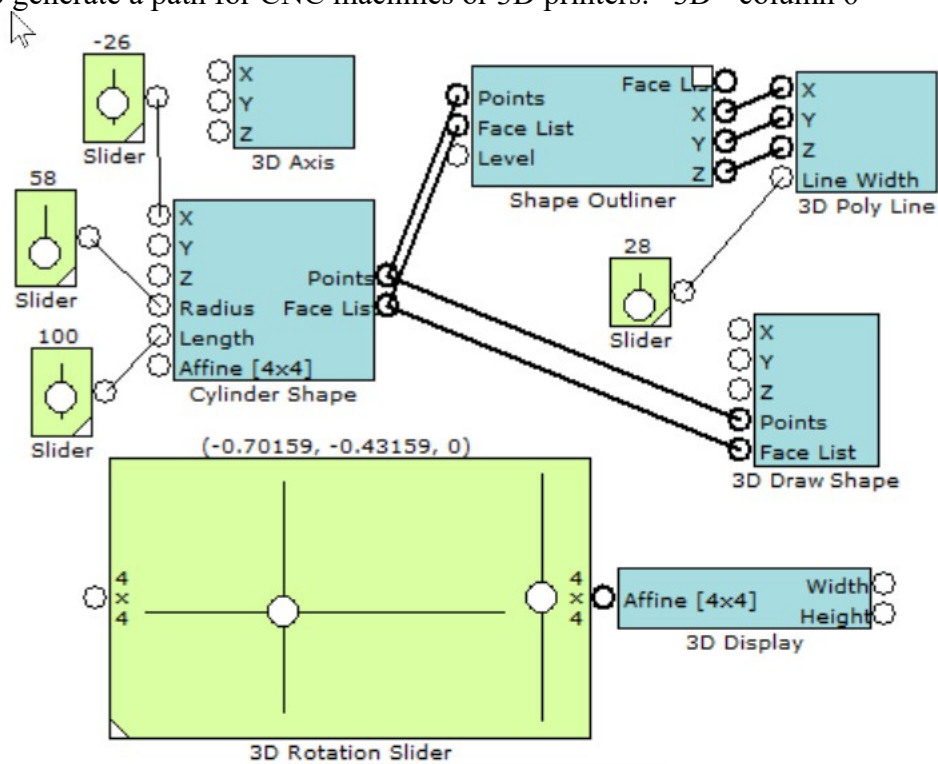 generate a path for CNC machines or 3D printers. "3D" column 6
-26
Slider
X
Y
Z
3D Axis
Points
Face List
Level
Face Lis
X
Y
Z
Shape Outliner
X
Y
Z
Line Width
3D Poly Line
58
Slider
X
Y
Z
Radius
Length
Affine [4x4]
Points
Face List
Cylinder Shape
100
Slider
28
Slider
X
Y
Z
Points
Face List
3D Draw Shape
(-0.70159, -0.43159, 0)
4
x
4
4
x
4
3D Rotation Slider
Affine [4x4]
Width
Height
3D Display